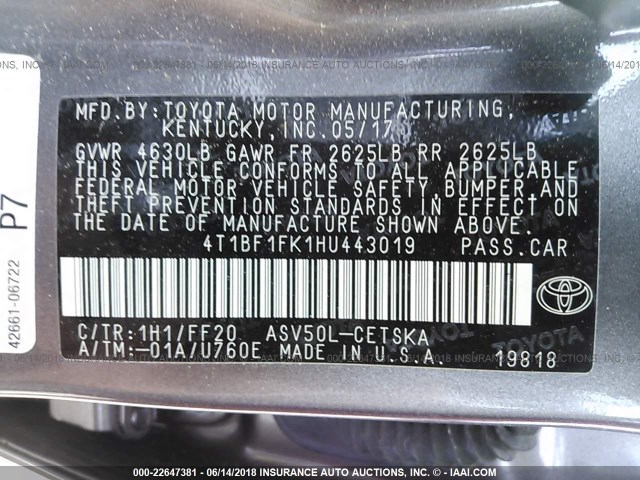 MFD.BY:TOYOTA MOTOR MANUFACTURING,
KENTUCKY,INC.05/17
GVWR 4630LB GAWR FR 2625LB RR 2625LB
THIS VEHICLE CONFORMS TO ALL APPLICABLE
FEDERAL MOTOR VEHICLE SAFETY,BUMPER,AND
THEFT PREVENTION STANDARDS IN EFFECT ON
THE DATE OF MANUFACTURE SHOWN ABOVE.
4T1BF1FK1HU443019 PASS.CAR
C/TR:1H1/FF20 ASV50L-CETSKA
A/TM:-01A/U760E MADE IN U.S.A.
19818
TOYOTA
42661-06722 P7
000-22647381 - 06/14/2018 - INSURANCE AUTO AUCTIONS, INC. - © - IAAI.COM